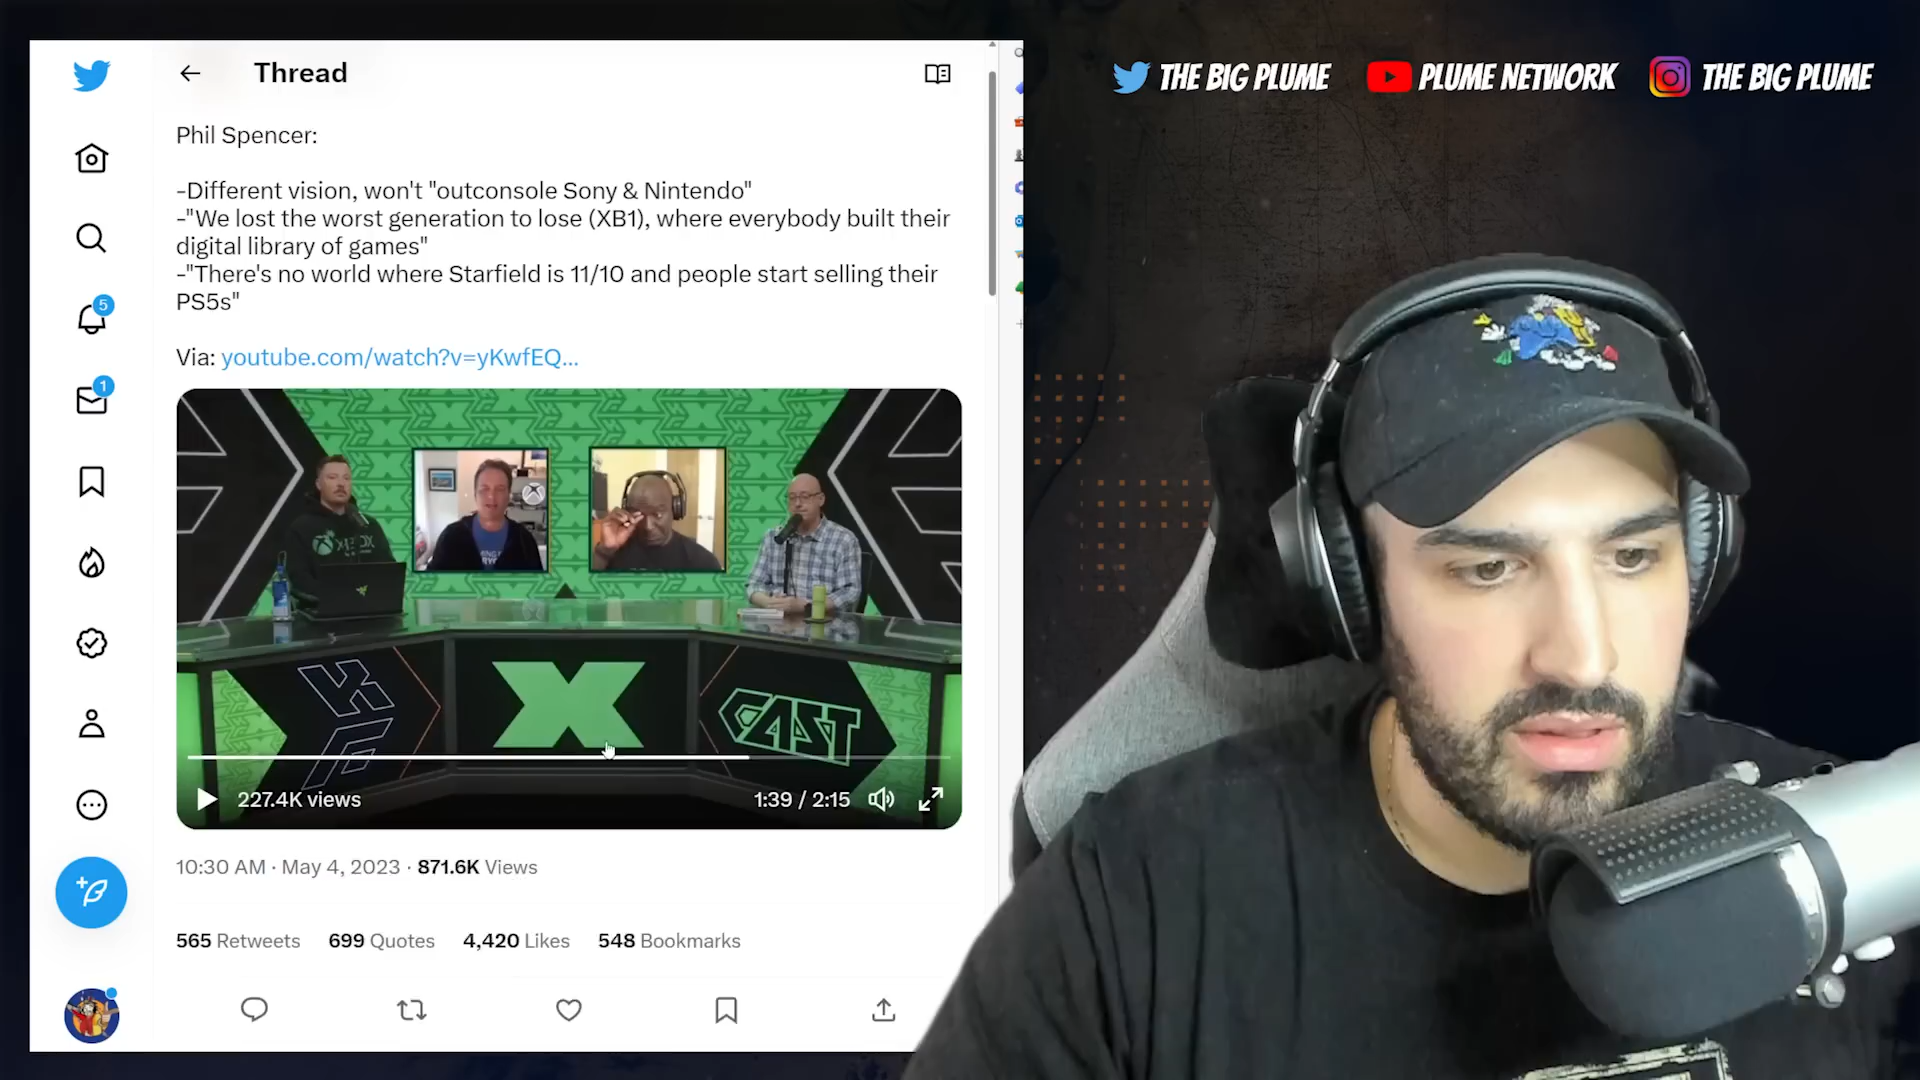 THE BIG PLUME
PLUME NETWORK
THE BIG PLUME
Thread
Phil Spencer:
-Different vision, won't "outconsole Sony & Nintendo"
-"We lost the worst generation to lose (XB1), where everybody built their
digital library of games"
-"There's no world where Starfield is 11/10 and people start selling their
PS5s"
Via: youtube.com/watch?v=yKwfEQ...
5
1
XBOX
X
CAST
227.4K views
1:39 / 2:15
10:30 AM · May 4, 2023 · 871.6K Views
565 Retweets 699 Quotes 4,420 Likes 548 Bookmarks